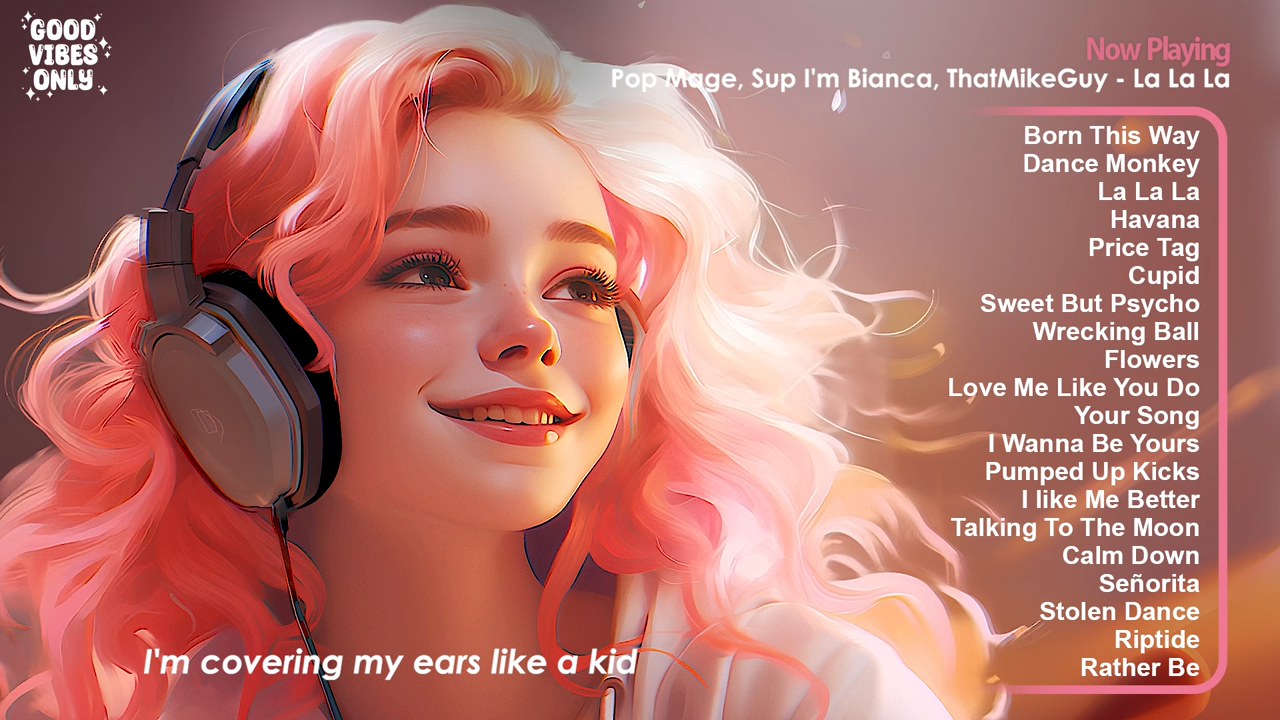 GOOD
VIBES
ONLY
Now Playing
Pop Mage, Sup I'm Bianca, ThatMikeGuy - La La La
Born This Way
Dance Monkey
La La La
Havana
Price Tag
Cupid
Sweet But Psycho
Wrecking Ball
Flowers
Love Me Like You Do
Your Song
I Wanna Be Yours
Pumped Up Kicks
I like Me Better
Talking To The Moon
Calm Down
Señorita
Stolen Dance
Riptide
Rather Be
I'm covering my ears like a kid